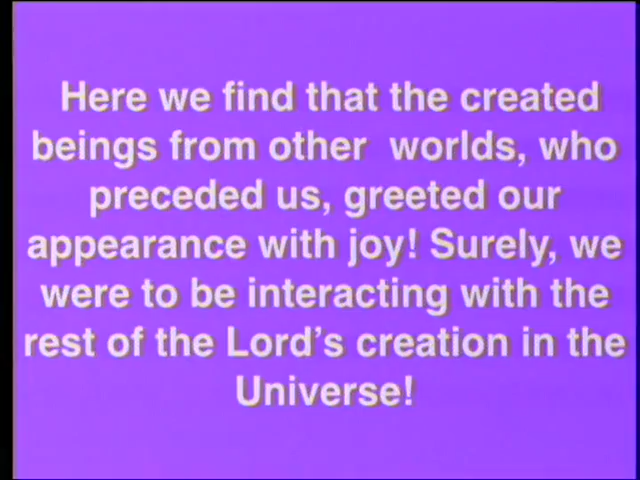 Here we find that the created
beings from other worlds, who
preceded us, greeted our
appearance with joy! Surely, we
were to be interacting with the
rest of the Lord's creation in the
Universe!